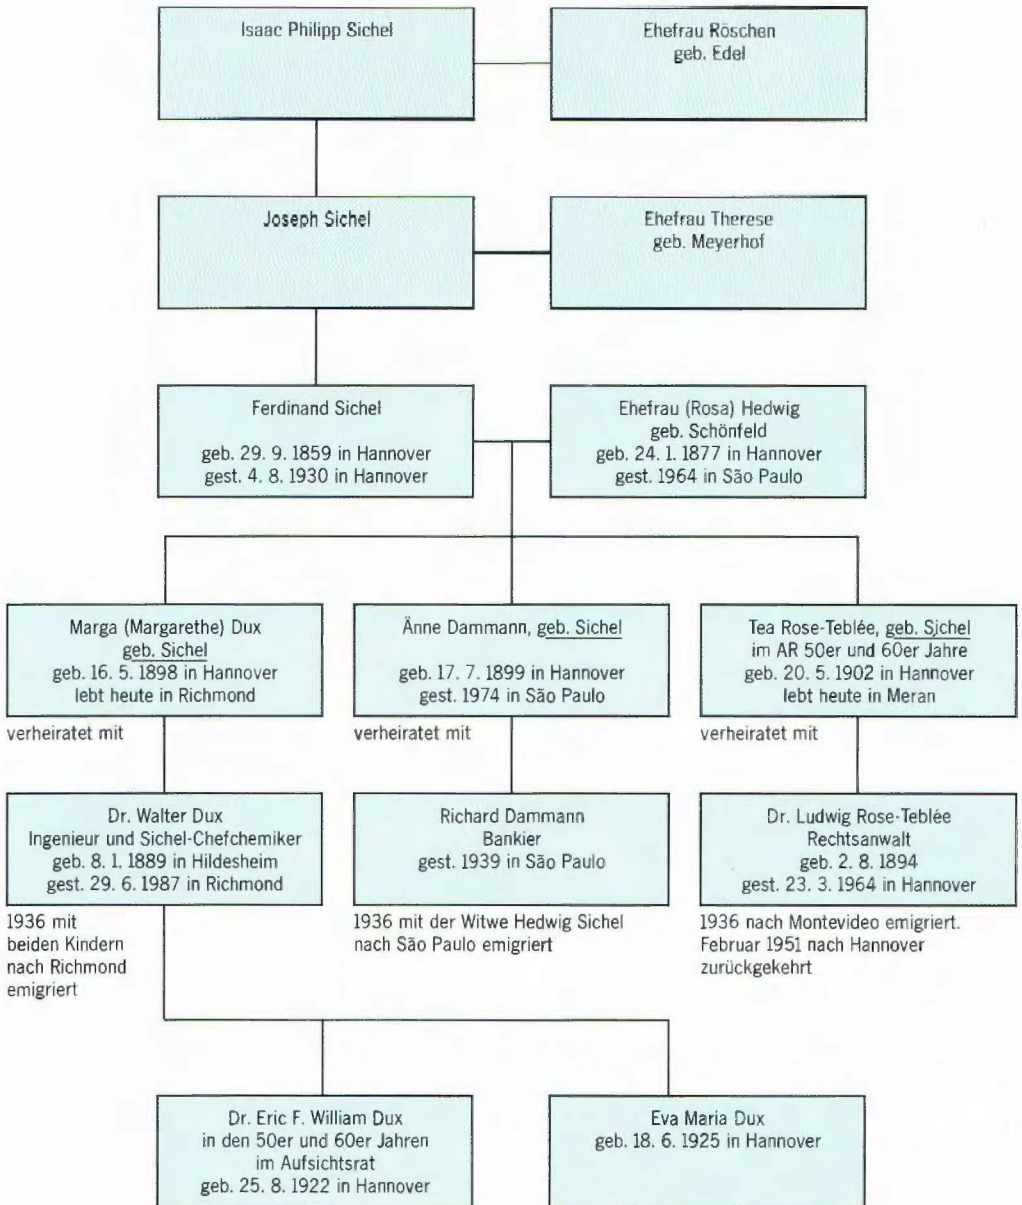 Isaac Philipp Sichel
Ehefrau Röschen
geb. Edel
Joseph Sichel
Ehefrau Therese
geb. Meyerhof
Ferdinand Sichel
geb. 29. 9. 1859 in Hannover
gest. 4. 8. 1930 in Hannover
Ehefrau (Rosa) Hedwig
geb. Schönfeld
geb. 24. 1. 1877 in Hannover
gest. 1964 in São Paulo
Marga (Margarethe) Dux
geb. Sichel
geb. 16. 5. 1898 in Hannover
lebt heute in Richmond
Änne Dammann, geb. Sichel
geb. 17. 7. 1899 in Hannover
gest. 1974 in São Paulo
Tea Rose-Teblée, geb. Sichel
im AR 50er und 60er Jahre
geb. 20. 5. 1902 in Hannover
lebt heute in Meran
verheiratet mit
verheiratet mit
verheiratet mit
Dr. Walter Dux
Ingenieur und Sichel-Chefchemiker
geb. 8. 1. 1889 in Hildesheim
gest. 29. 6. 1987 in Richmond
Richard Dammann
Bankier
gest. 1939 in São Paulo
Dr. Ludwig Rose-Teblée
Rechtsanwalt
geb. 2. 8. 1894
gest. 23. 3. 1964 in Hannover
1936 mit
beiden Kindern
nach Richmond
emigriert
1936 mit der Witwe Hedwig Sichel
nach São Paulo emigriert
1936 nach Montevideo emigriert.
Februar 1951 nach Hannover
zurückgekehrt
Dr. Eric F. William Dux
in den 50er und 60er Jahren
im Aufsichtsrat
geb. 25. 8. 1922 in Hannover
Eva Maria Dux
geb. 18. 6. 1925 in Hannover